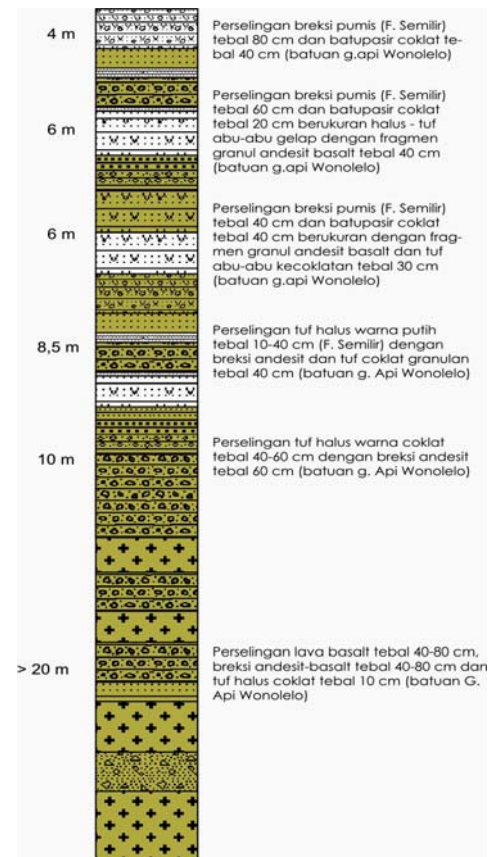 4 m
Perselingan breksi pumis (F. Semilir)
tebal 80 cm dan batupasir coklat te-
bal 40 cm (batuan g.api Wonolelo)
6 m
Perselingan breksi pumis (F. Semilir)
tebal 60 cm dan batupasir coklat
tebal 20 cm berukuran halus - tuf
abu-abu gelap dengan fragmen
granul andesit basalt tebal 40 cm
(batuan g.api Wonolelo)
6 m
Perselingan breksi pumis (F. Semilir)
tebal 40 cm dan batupasir coklat
tebal 40 cm berukuran dengan frag-
men granul andesit basalt dan tuf
abu-abu kecoklatan tebal 30 cm
(batuan g.api Wonolelo)
8,5 m
Perselingan tuf halus warna putih
tebal 10-40 cm (F. Semilir) dengan
breksi andesit dan tuf coklat granulan
tebal 40 cm (batuan g. Api Wonolelo)
10 m
Perselingan tuf halus warna coklat
tebal 40-60 cm dengan breksi andesit
tebal 60 cm (batuan g. Api Wonolelo)
> 20 m
Perselingan lava basalt tebal 40-80 cm,
breksi andesit-basalt tebal 40-80 cm dan
tuf halus coklat tebal 10 cm (batuan G.
Api Wonolelo)